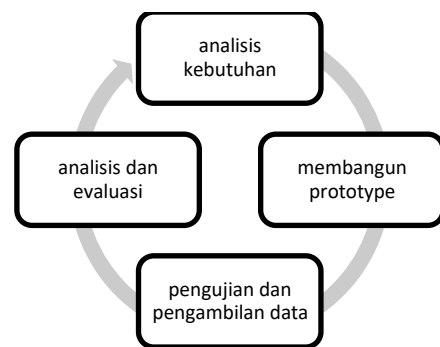 analisis
kebutuhan
membangun
prototype
pengujian dan
pengambilan data
analisis dan
evaluasi